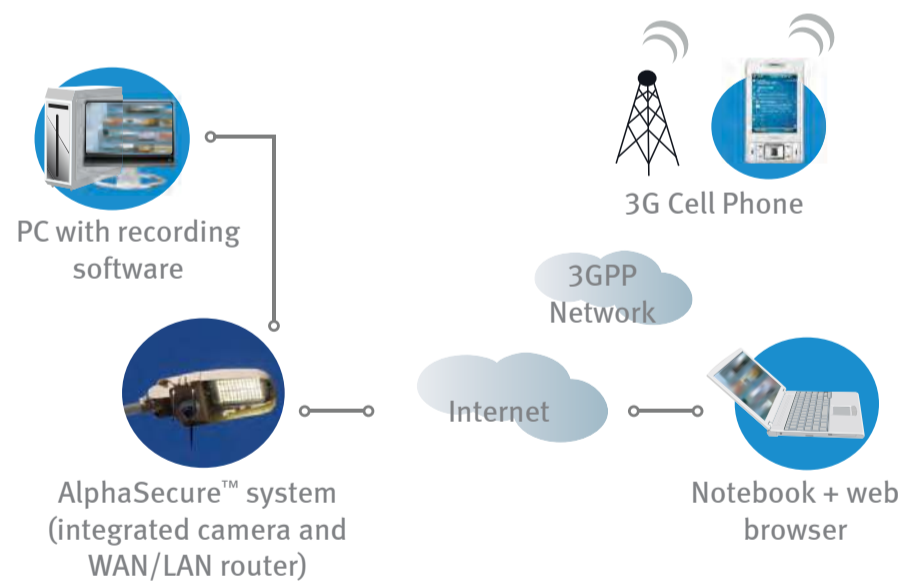 PC with recording
software
3G Cell Phone
3GPP
Network
Internet
AlphaSecure™ system
(integrated camera and
WAN/LAN router)
Notebook + web
browser